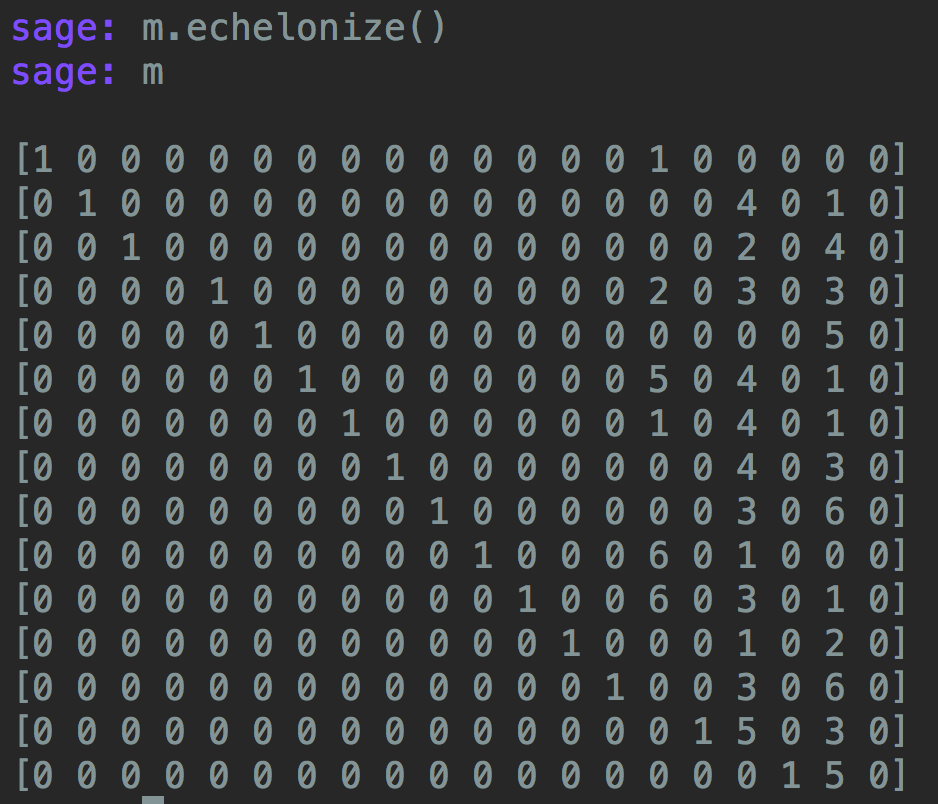 sage: m.echelonize()
sage: m
[1 0 0 0 0 0 0 0 0 0 0 0 0 0 1 0 0 0 0 0]
[0 1 0 0 0 0 0 0 0 0 0 0 0 0 0 0 4 0 1 0]
[0 0 1 0 0 0 0 0 0 0 0 0 0 0 0 0 2 0 4 0]
[0 0 0 0 1 0 0 0 0 0 0 0 0 0 2 0 3 0 3 0]
[0 0 0 0 0 1 0 0 0 0 0 0 0 0 0 0 0 0 5 0]
[0 0 0 0 0 0 1 0 0 0 0 0 0 0 5 0 4 0 1 0]
[0 0 0 0 0 0 0 1 0 0 0 0 0 0 1 0 4 0 1 0]
[0 0 0 0 0 0 0 0 1 0 0 0 0 0 0 0 4 0 3 0]
[0 0 0 0 0 0 0 0 0 1 0 0 0 0 0 0 3 0 6 0]
[0 0 0 0 0 0 0 0 0 0 1 0 0 0 6 0 1 0 0 0]
[0 0 0 0 0 0 0 0 0 0 0 1 0 0 6 0 3 0 1 0]
[0 0 0 0 0 0 0 0 0 0 0 0 1 0 0 0 1 0 2 0]
[0 0 0 0 0 0 0 0 0 0 0 0 0 1 0 0 3 0 6 0]
[0 0 0 0 0 0 0 0 0 0 0 0 0 0 0 1 5 0 3 0]
[0 0 0 0 0 0 0 0 0 0 0 0 0 0 0 0 0 1 5 0]